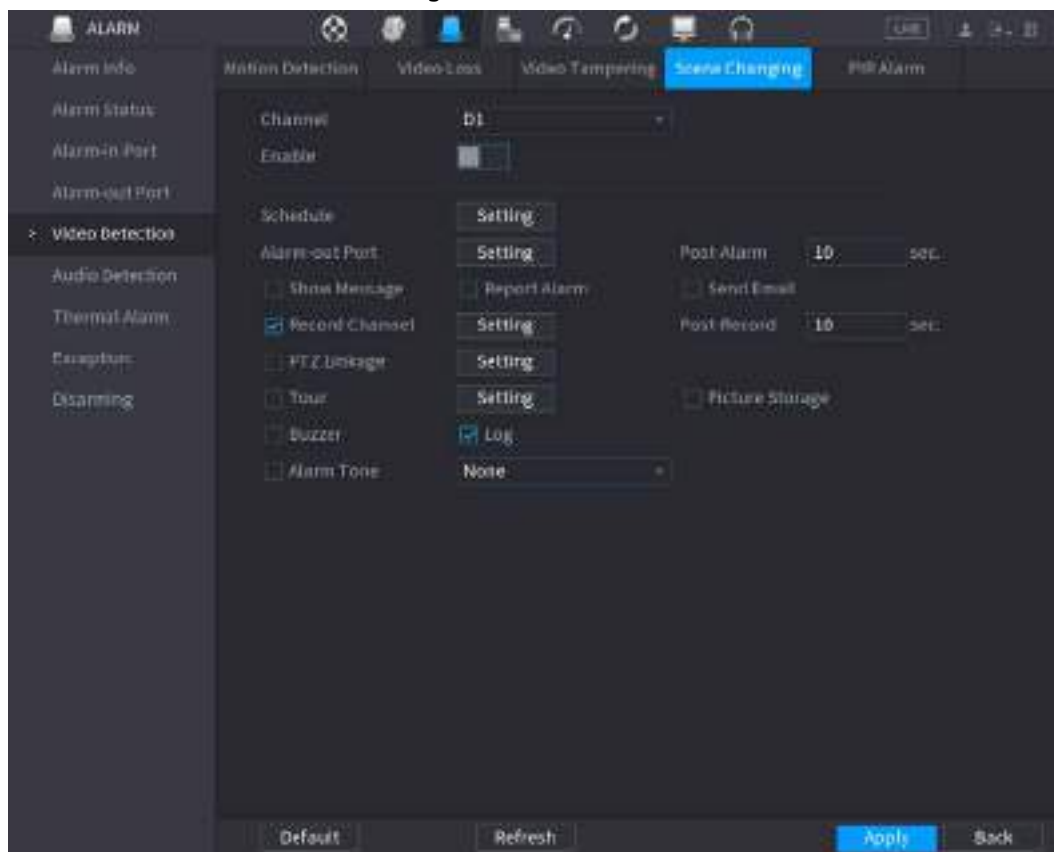 ALARM LIVE
Alarm Info Motion Detection Video Loss Video Tampering Scene Changing PIR Alarm
Alarm Status Channel D1
Alarm-in Port Enable
Alarm-out Port
Schedule Setting
> Video Detection
Alarm-out Port Setting Post Alarm 10 sec.
Audio Detection
Show Message Report Alarm Send Email
Thermal Alarm
Record Channel Setting Post Record 10 sec.
Exception
PTZ Linkage Setting
Disarming
Tour Setting Picture Storage
Buzzer Log
Alarm Tone None
Default Refresh Apply Back